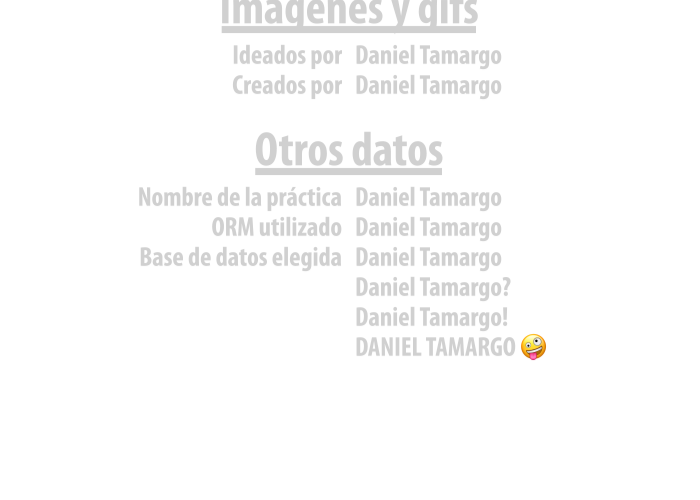 Imágenes y gifs
Ideados por Daniel Tamargo
Creados por Daniel Tamargo
Otros datos
Nombre de la práctica Daniel Tamargo
ORM utilizado Daniel Tamargo
Base de datos elegida Daniel Tamargo
Daniel Tamargo?
Daniel Tamargo!
DANIEL TAMARGO 🤪